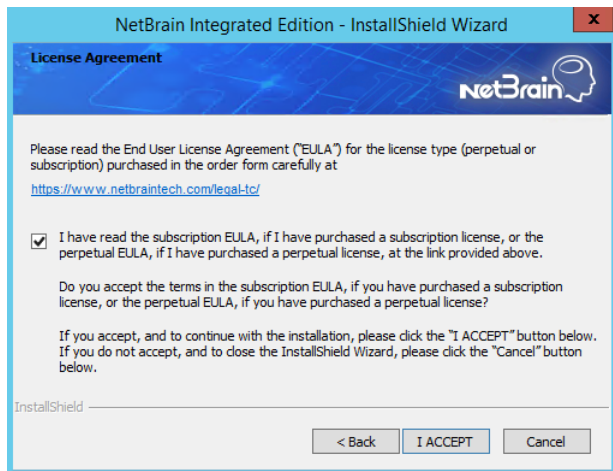 NetBrain Integrated Edition - InstallShield Wizard
x
License Agreement
NetBrain
Please read the End User License Agreement ("EULA") for the license type (perpetual or
subscription) purchased in the order form carefully at
https://www.netbraintech.com/legal-tc/
I have read the subscription EULA, if I have purchased a subscription license, or the
perpetual EULA, if I have purchased a perpetual license, at the link provided above.
Do you accept the terms in the subscription EULA, if you have purchased a subscription
license, or the perpetual EULA, if you have purchased a perpetual license?
If you accept, and to continue with the installation, please click the "I ACCEPT" button below.
If you do not accept, and to close the InstallShield Wizard, please click the "Cancel" button
below.
InstallShield
< Back I ACCEPT Cancel